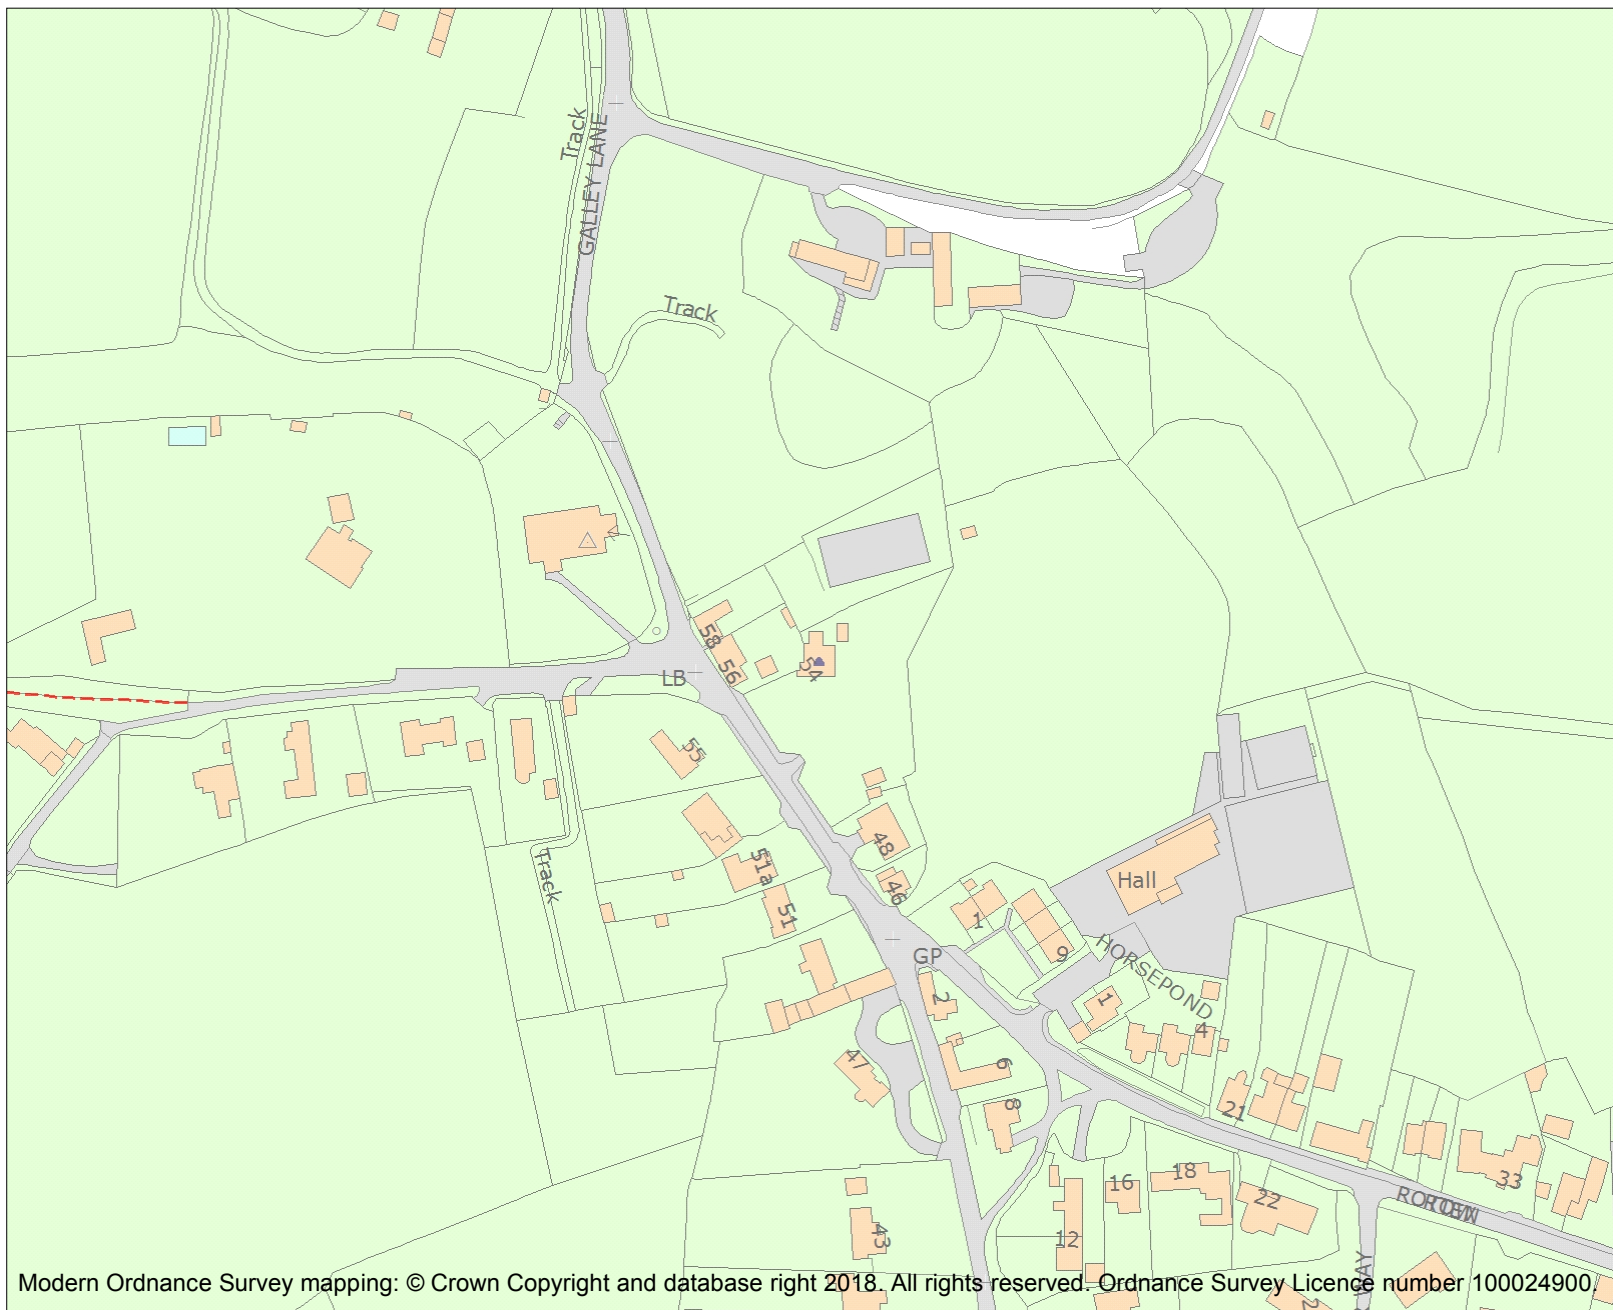 Track
GALLEY LANE
Track
58
56
54
LB
55
48
51a
46
Hall
Track
51
1
9
GP
HORSEPOND
2
1
4
47
6
8
21
16
18
22
33
43
12
WAY
Modern Ordnance Survey mapping: © Crown Copyright and database right 2018. All rights reserved. Ordnance Survey Licence number 100024900.